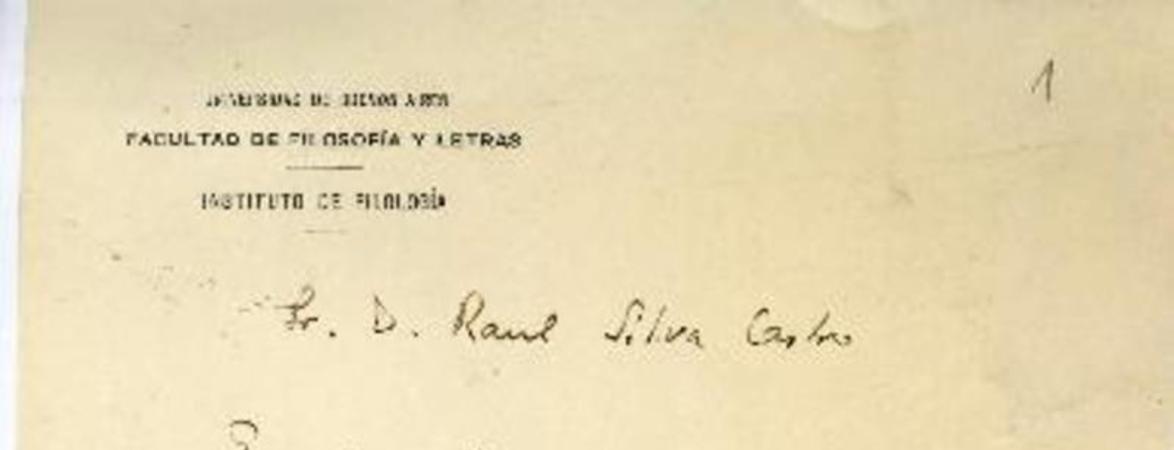 UNIVERSIDAD DE BUENOS AIRES
FACULTAD DE FILOSOFÍA Y LETRAS
INSTITUTO DE FILOLOGÍA
1
Sr. D. Raul Silva Castro